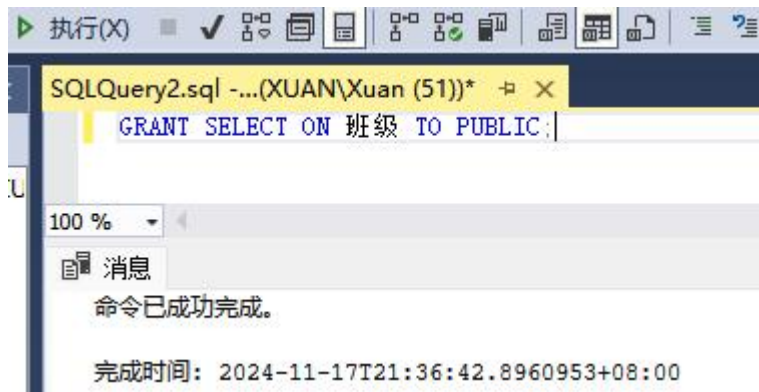 执行(X)
SQLQuery2.sql -...(XUAN\Xuan (51))*
GRANT SELECT ON 班级 TO PUBLIC;
100 %
消息
命令已成功完成。
完成时间: 2024-11-17T21:36:42.8960953+08:00